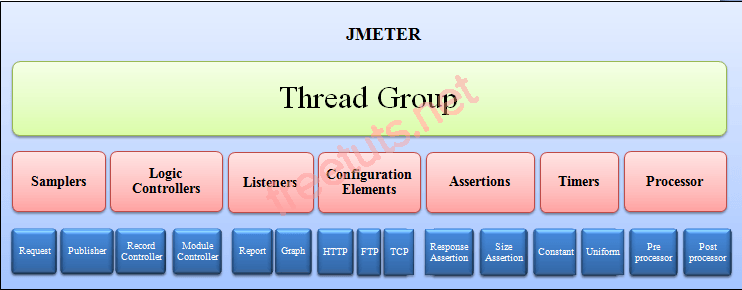 JMETER
Thread Group
freetuts.net
Samplers
Logic
Controllers
Listeners
Configuration
Elements
Assertions
Timers
Processor
Request
Publisher
Record
Controller
Module
Controller
Report
Graph
HTTP
FTP
TCP
Response
Assertion
Size
Assertion
Constant
Uniform
Pre
processor
Post
processor